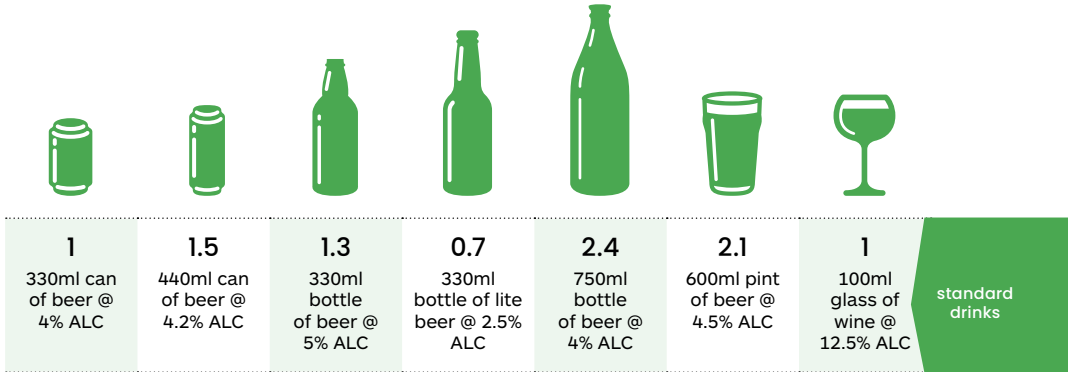 1
330ml can
of beer @
4% ALC
1.5
440ml can
of beer @
4.2% ALC
1.3
330ml
bottle
of beer @
5% ALC
0.7
330ml
bottle of lite
beer @ 2.5%
ALC
2.4
750ml
bottle
of beer @
4% ALC
2.1
600ml pint
of beer @
4.5% ALC
1
100ml
glass of
wine @
12.5% ALC
standard
drinks